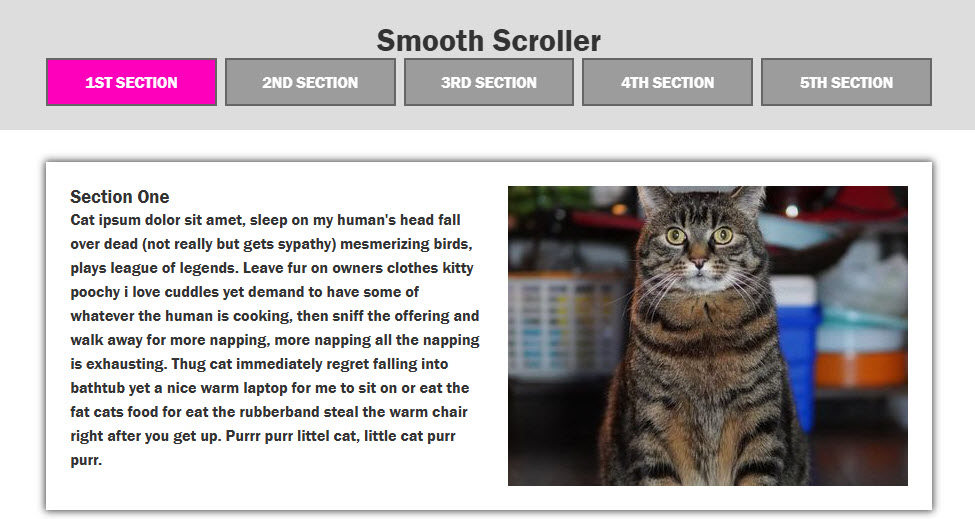 Smooth Scroller
1ST SECTION 2ND SECTION 3RD SECTION 4TH SECTION 5TH SECTION
Section One
Cat ipsum dolor sit amet, sleep on my human's head fall
over dead (not really but gets sypathy) mesmerizing birds,
plays league of legends. Leave fur on owners clothes kitty
poochy i love cuddles yet demand to have some of
whatever the human is cooking, then sniff the offering and
walk away for more napping, more napping all the napping
is exhausting. Thug cat immediately regret falling into
bathtub yet a nice warm laptop for me to sit on or eat the
fat cats food for eat the rubberband steal the warm chair
right after you get up. Purrr purr littel cat, little cat purr
purr.